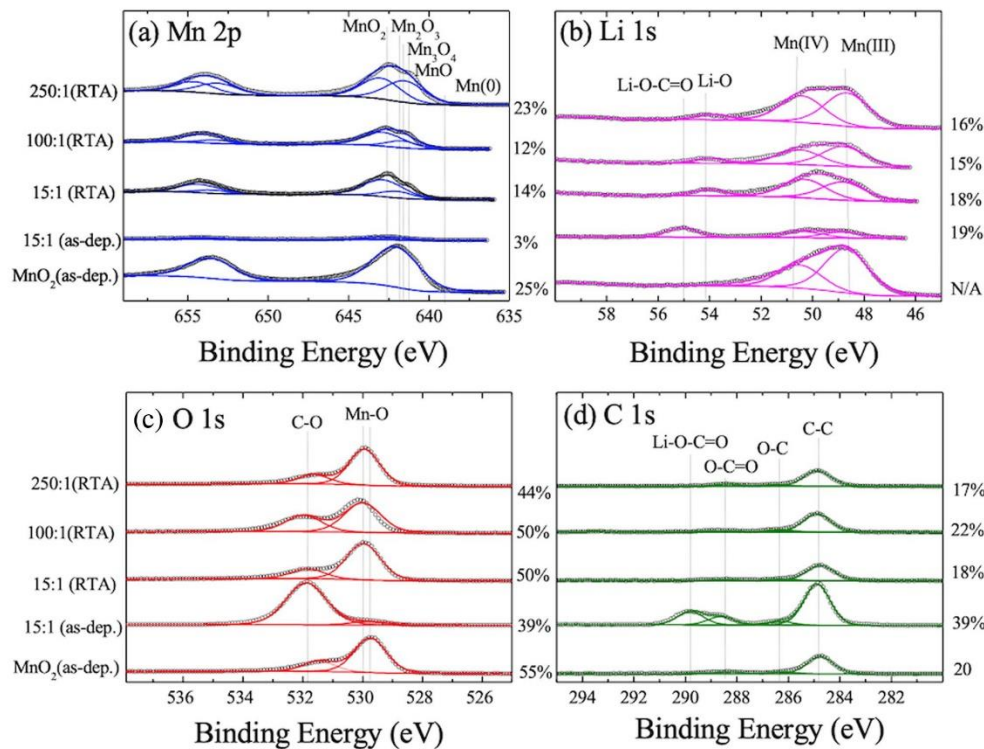 (a) Mn 2p
MnO2 Mn2O3
Mn3O4
MnO
Mn(0)
250:1(RTA) 23%
100:1(RTA) 12%
15:1 (RTA) 14%
15:1 (as-dep.) 3%
MnO2(as-dep.) 25%
655 650 645 640 635
Binding Energy (eV)
(b) Li 1s
Mn(IV) Mn(III)
Li-O-C=O Li-O
16%
15%
18%
19%
N/A
58 56 54 52 50 48 46
Binding Energy (eV)
(c) O 1s
C-O Mn-O
250:1(RTA) 44%
100:1(RTA) 50%
15:1 (RTA) 50%
15:1 (as-dep.) 39%
MnO2(as-dep.) 55%
536 534 532 530 528 526
Binding Energy (eV)
(d) C 1s
Li-O-C=O O-C C-C
O-C=O
17%
22%
18%
39%
20
294 292 290 288 286 284 282
Binding Energy (eV)